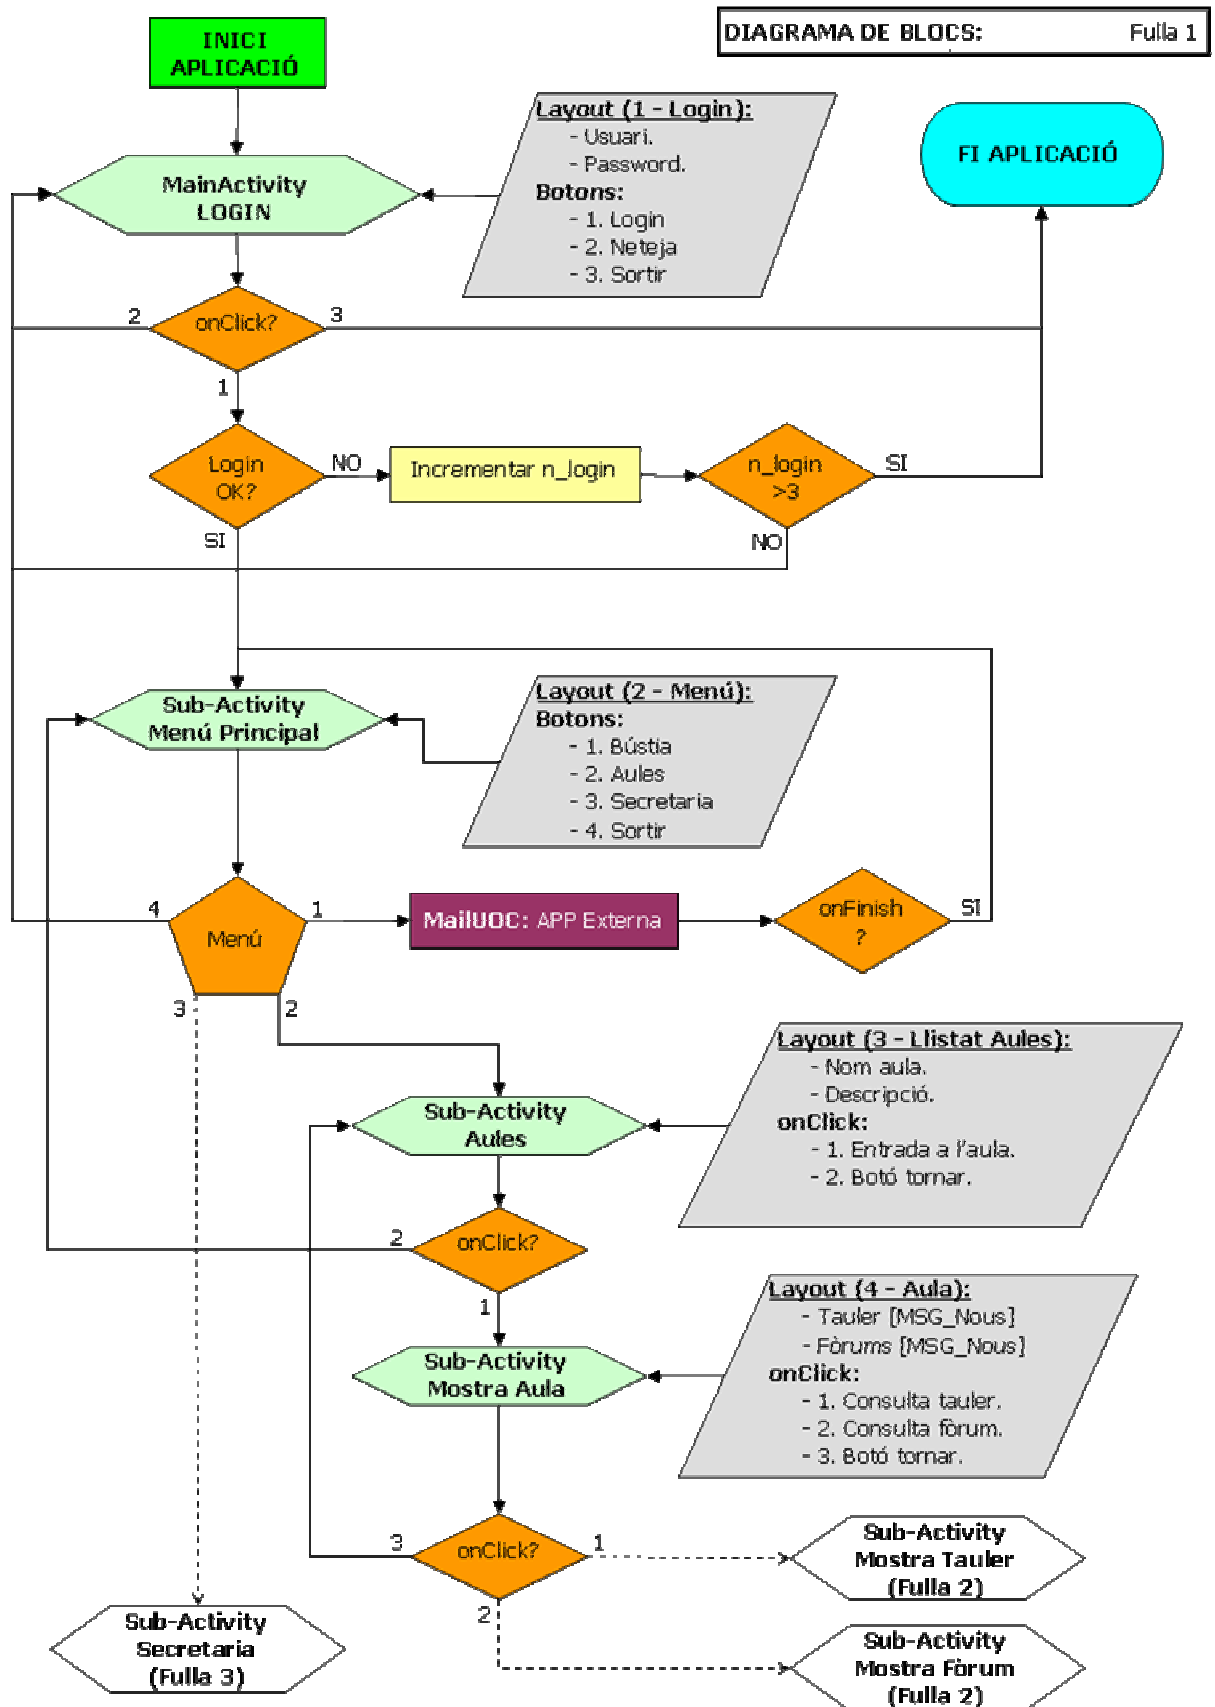 DIAGRAMA DE BLOCS: Fulla 1
INICI
APLICACIÓ
Layout (1 - Login):
- Usuari.
- Password.
Botons:
- 1. Login
- 2. Neteja
- 3. Sortir
FI APLICACIÓ
MainActivity
LOGIN
2
onClick?
3
1
Login
OK?
NO
Incrementar n_login
n_login
>3
SI
SI
NO
Sub-Activity
Menú Principal
Layout (2 - Menú):
Botons:
- 1. Bústia
- 2. Aules
- 3. Secretaria
- 4. Sortir
4
Menú
1
MailUOC: APP Externa
onFinish
?
SI
3
2
Layout (3 - Llistat Aules):
- Nom aula.
- Descripció.
onClick:
- 1. Entrada a l'aula.
- 2. Botó tornar.
Sub-Activity
Aules
2
onClick?
1
Layout (4 - Aula):
- Tauler [MSG_Nous]
- Fòrums [MSG_Nous]
onClick:
- 1. Consulta tauler.
- 2. Consulta fòrum.
- 3. Botó tornar.
Sub-Activity
Mostra Aula
3
onClick?
1
2
Sub-Activity
Mostra Tauler
(Fulla 2)
Sub-Activity
Secretaria
(Fulla 3)
Sub-Activity
Mostra Fòrum
(Fulla 2)